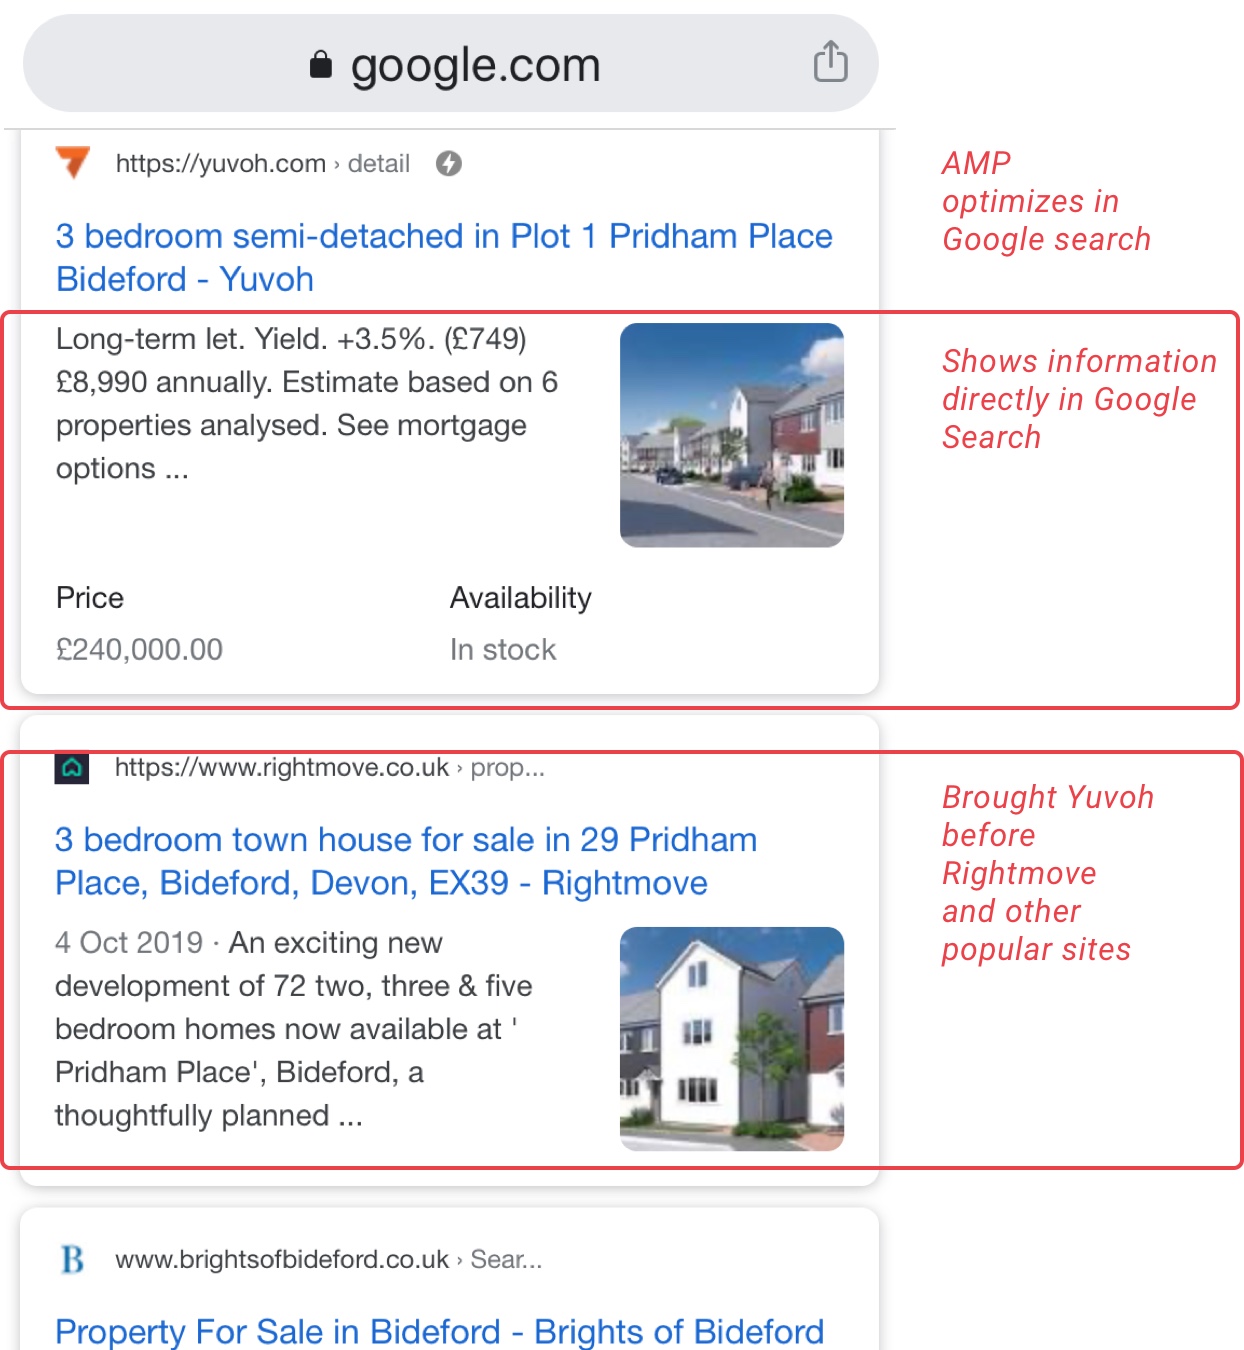 google.com
https://yuvoh.com › detail
3 bedroom semi-detached in Plot 1 Pridham Place
Bideford - Yuvoh
Long-term let. Yield. +3.5%. (£749)
£8,990 annually. Estimate based on 6
properties analysed. See mortgage
options ...
Price
Availability
£240,000.00
In stock
AMP
optimizes in
Google search
Shows information
directly in Google
Search
https://www.rightmove.co.uk › prop...
3 bedroom town house for sale in 29 Pridham
Place, Bideford, Devon, EX39 - Rightmove
4 Oct 2019 · An exciting new
development of 72 two, three & five
bedroom homes now available at '
Pridham Place', Bideford, a
thoughtfully planned ...
Brought Yuvoh
before
Rightmove
and other
popular sites
B
www.brightsofbideford.co.uk › Sear...
Property For Sale in Bideford - Brights of Bideford